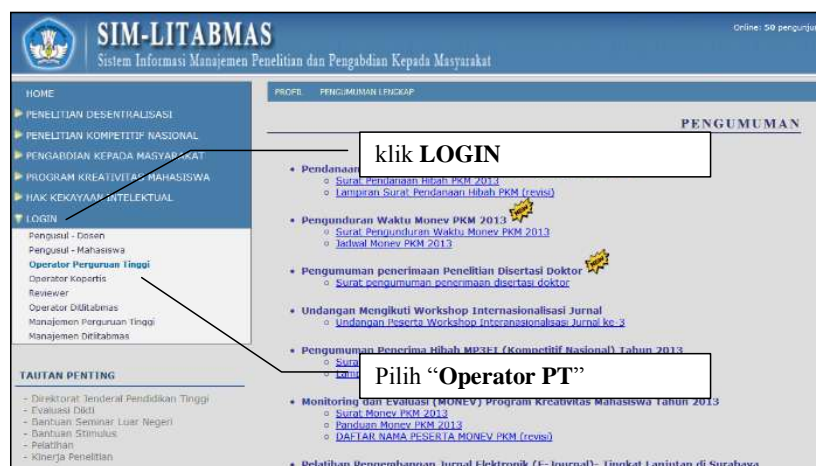 SIM-LITABMAS
Sistem Informasi Manajemen Penelitian dan Pengabdian Kepada Masyarakat
Online: 50 pengunju
HOME
PENELITIAN DESENTRALISASI
PENELITIAN KOMPETITIF NASIONAL
PENGABDIAN KEPADA MASYARAKAT
PROGRAM KREATIVITAS MAHASISWA
HAK KEKAYAAN INTELEKTUAL
LOGIN
Pengusul - Dosen
Pengusul - Mahasiswa
Operator Perguruan Tinggi
Operator Kopertis
Reviewer
Operator Ditlitabmas
Manajemen Perguruan Tinggi
Manajemen Ditlitabmas
TAUTAN PENTING
- Direktorat Jenderal Pendidikan Tinggi
- Evaluasi Dikti
- Bantuan Seminar Luar Negeri
- Bantuan Stimulus
- Pelatihan
- Kinerja Penelitian
PROFIL PENGUMUMAN LENGKAP
PENGUMUMAN
klik LOGIN
• Pendanaan
Surat Pendanaan Hibah PKM 2013
Lampiran Surat Pendanaan Hibah PKM (revisi)
• Pengunduran Waktu Monev PKM 2013 NEW
Surat Pengunduran Waktu Monev PKM 2013
Jadwal Monev PKM 2013
• Pengumuman penerimaan Penelitian Disertasi Doktor NEW
Surat pengumuman penerimaan disertasi doktor
• Undangan Mengikuti Workshop Internasionalisasi Jurnal
Undangan Peserta Workshop Interanasionalisasi Jurnal ke-3
• Pengumuman Penerima Hibah MP3EI (Kompetitif Nasional) Tahun 2013
Sura
Lamp
Pilih “Operator PT”
• Monitoring dan Evaluasi (MONEV) Program Kreativitas Mahasiswa Tahun 2013
Surat Monev PKM 2013
Panduan Monev PKM 2013
DAFTAR NAMA PESERTA MONEV PKM (revisi)
• Pelatihan Pengembangan Jurnal Elektronik (E-Journal)- Tingkat Lanjutan di Surabaya